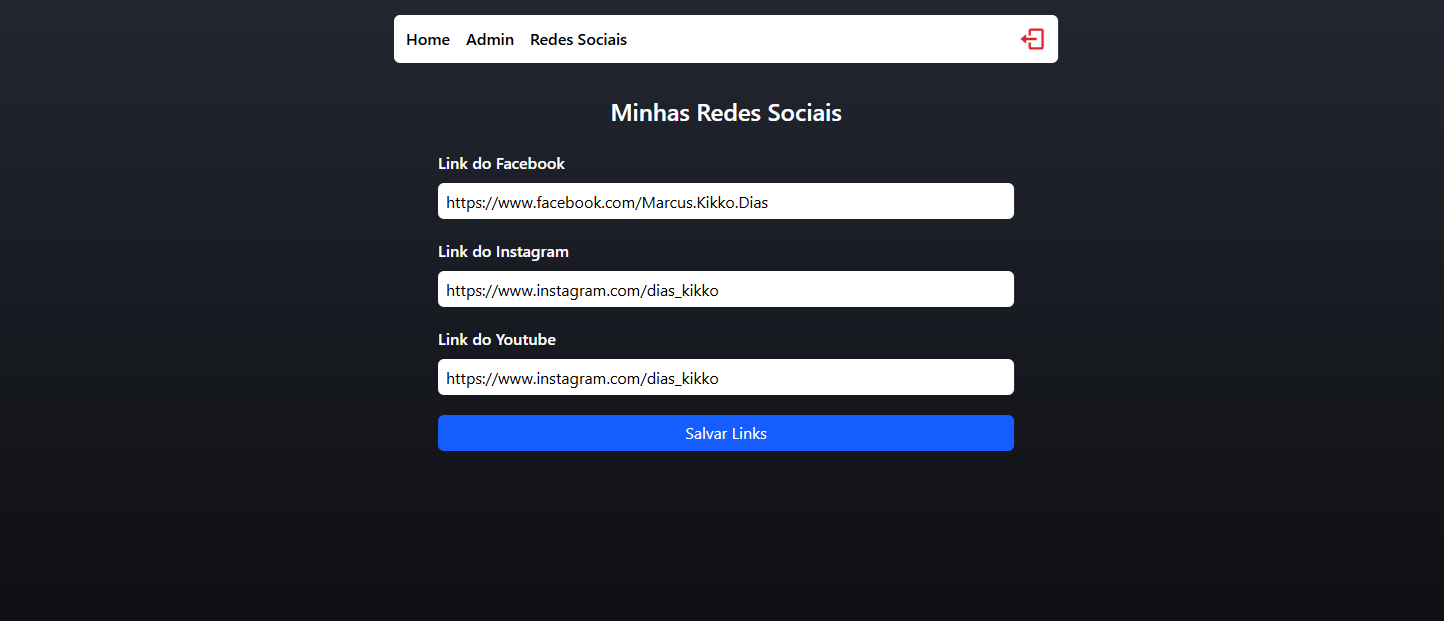 Home Admin Redes Sociais
Minhas Redes Sociais
Link do Facebook
https://www.facebook.com/Marcus.Kikko.Dias
Link do Instagram
https://www.instagram.com/dias_kikko
Link do Youtube
https://www.instagram.com/dias_kikko
Salvar Links